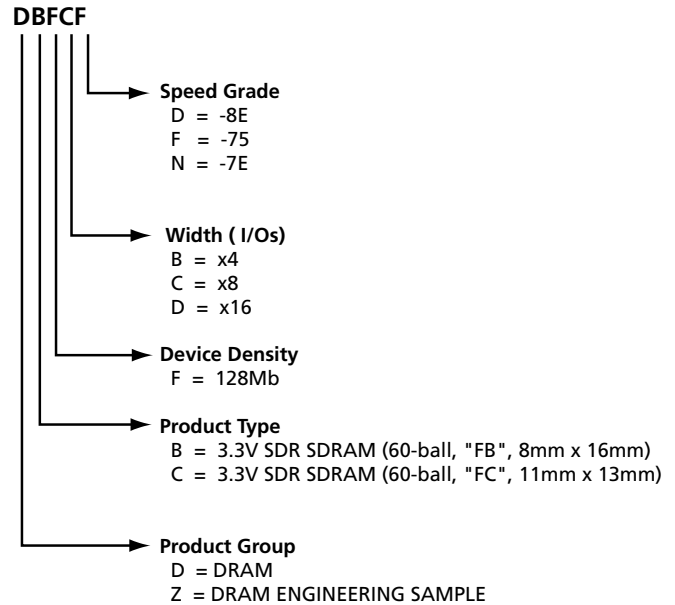 DBFCF
Speed Grade
D = -8E
F = -75
N = -7E
Width ( I/Os)
B = x4
C = x8
D = x16
Device Density
F = 128Mb
Product Type
B = 3.3V SDR SDRAM (60-ball, "FB", 8mm x 16mm)
C = 3.3V SDR SDRAM (60-ball, "FC", 11mm x 13mm)
Product Group
D = DRAM
Z = DRAM ENGINEERING SAMPLE